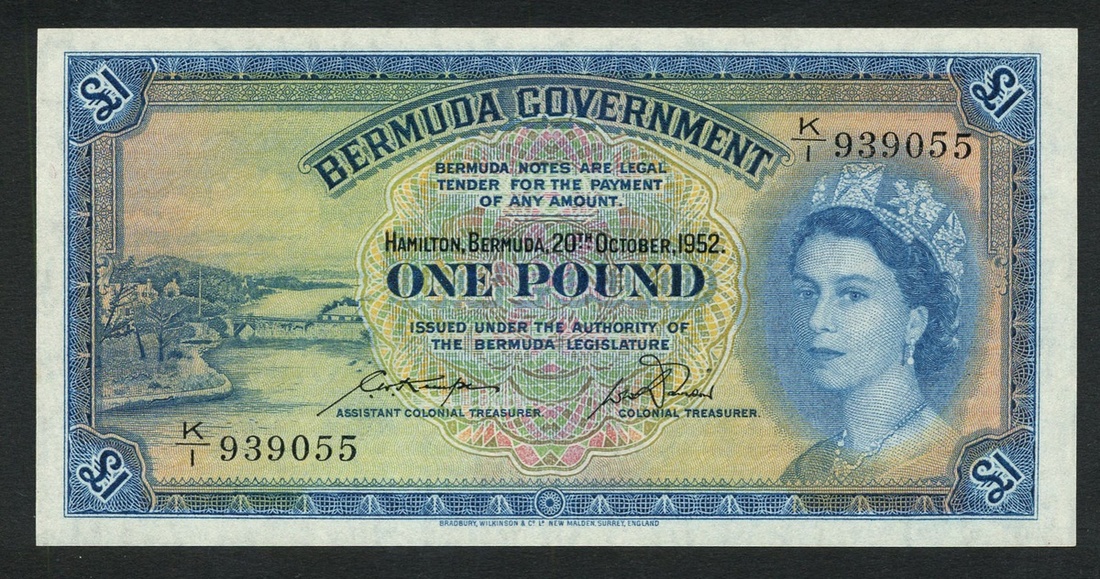 £1
£1
BERMUDA GOVERNMENT
K/1 939055
BERMUDA NOTES ARE LEGAL
TENDER FOR THE PAYMENT
OF ANY AMOUNT.
HAMILTON, BERMUDA, 20TH OCTOBER, 1952.
ONE POUND
ISSUED UNDER THE AUTHORITY OF
THE BERMUDA LEGISLATURE
ASSISTANT COLONIAL TREASURER.
COLONIAL TREASURER.
K/1 939055
£1
£1
BRADBURY, WILKINSON & Cº Lº NEW MALDEN, SURREY, ENGLAND